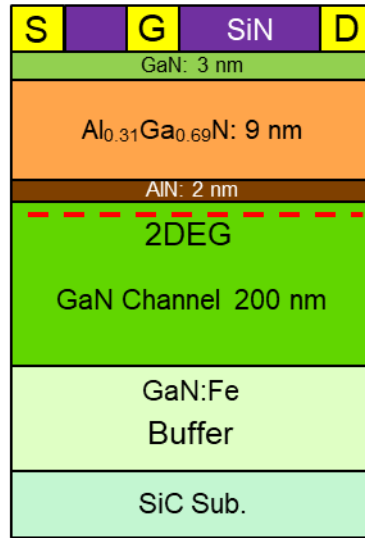 S G SiN D
GaN: 3 nm
Al₀.₃₁Ga₀.₆₉N: 9 nm
AlN: 2 nm
2DEG
GaN Channel 200 nm
GaN:Fe
Buffer
SiC Sub.